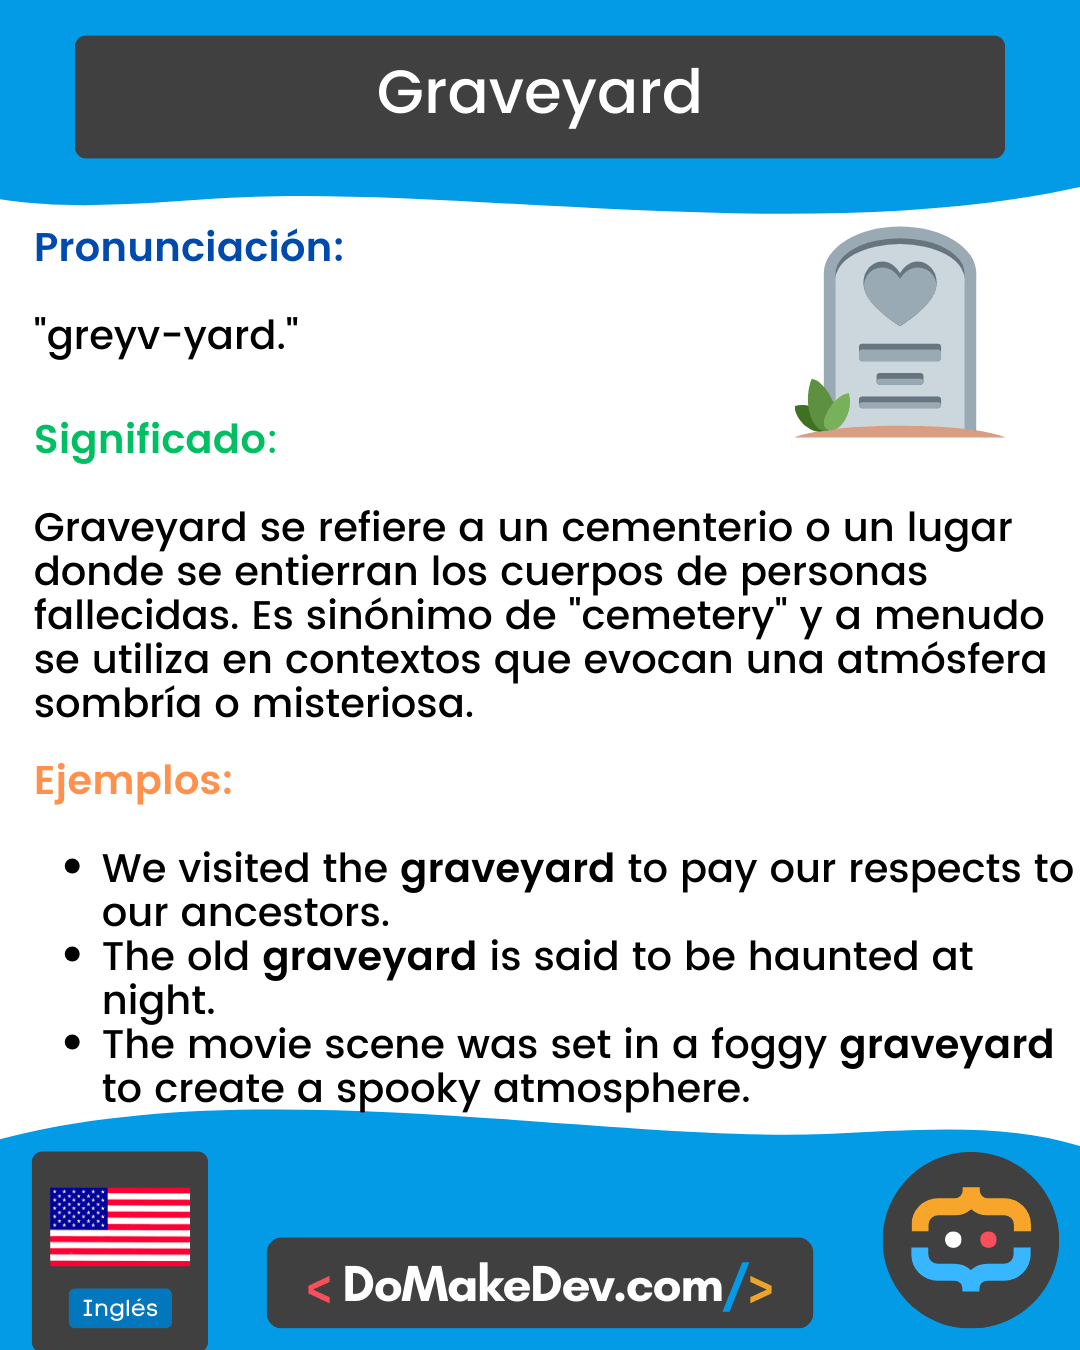 Graveyard
Pronunciación:
"greyv-yard."
Significado:
Graveyard se refiere a un cementerio o un lugar
donde se entierran los cuerpos de personas
fallecidas. Es sinónimo de "cemetery" y a menudo
se utiliza en contextos que evocan una atmósfera
sombría o misteriosa.
Ejemplos:
• We visited the graveyard to pay our respects to
our ancestors.
• The old graveyard is said to be haunted at
night.
• The movie scene was set in a foggy graveyard
to create a spooky atmosphere.
Inglés
< DoMakeDev.com/>